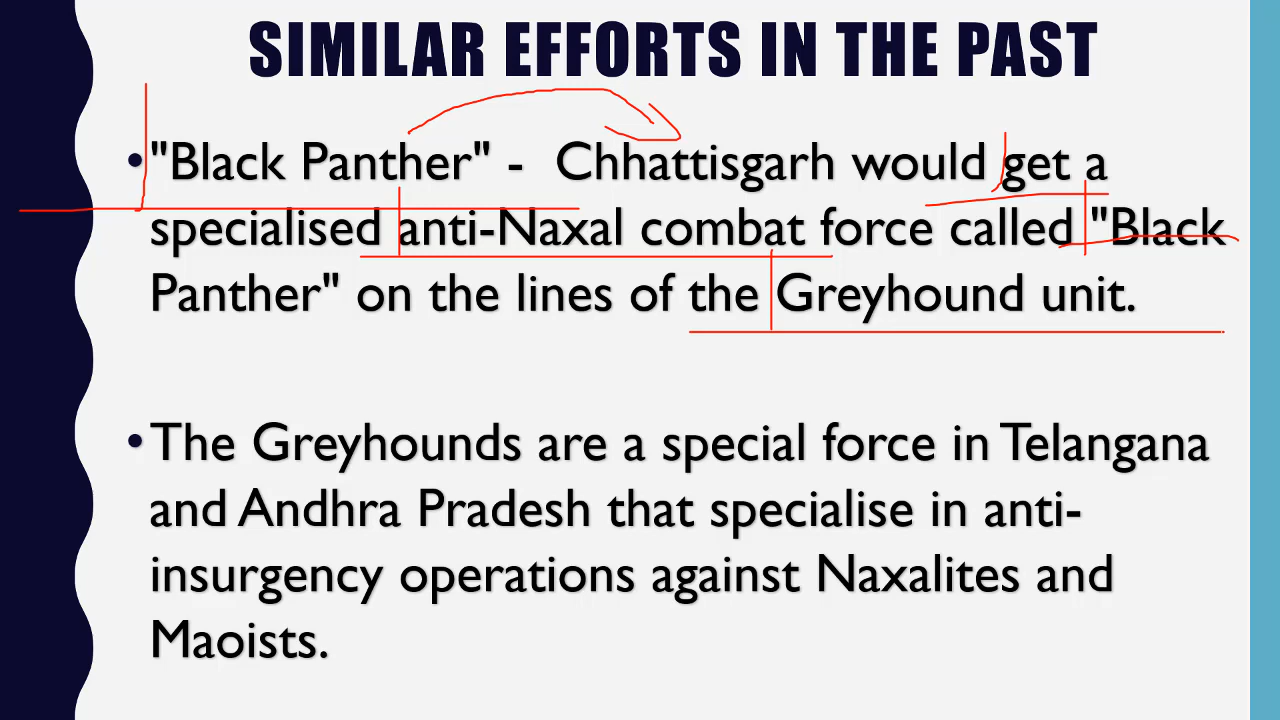 SIMILAR EFFORTS IN THE PAST
•"Black Panther" - Chhattisgarh would get a
specialised anti-Naxal combat force called "Black
Panther" on the lines of the Greyhound unit.
•The Greyhounds are a special force in Telangana
and Andhra Pradesh that specialise in anti-
insurgency operations against Naxalites and
Maoists.